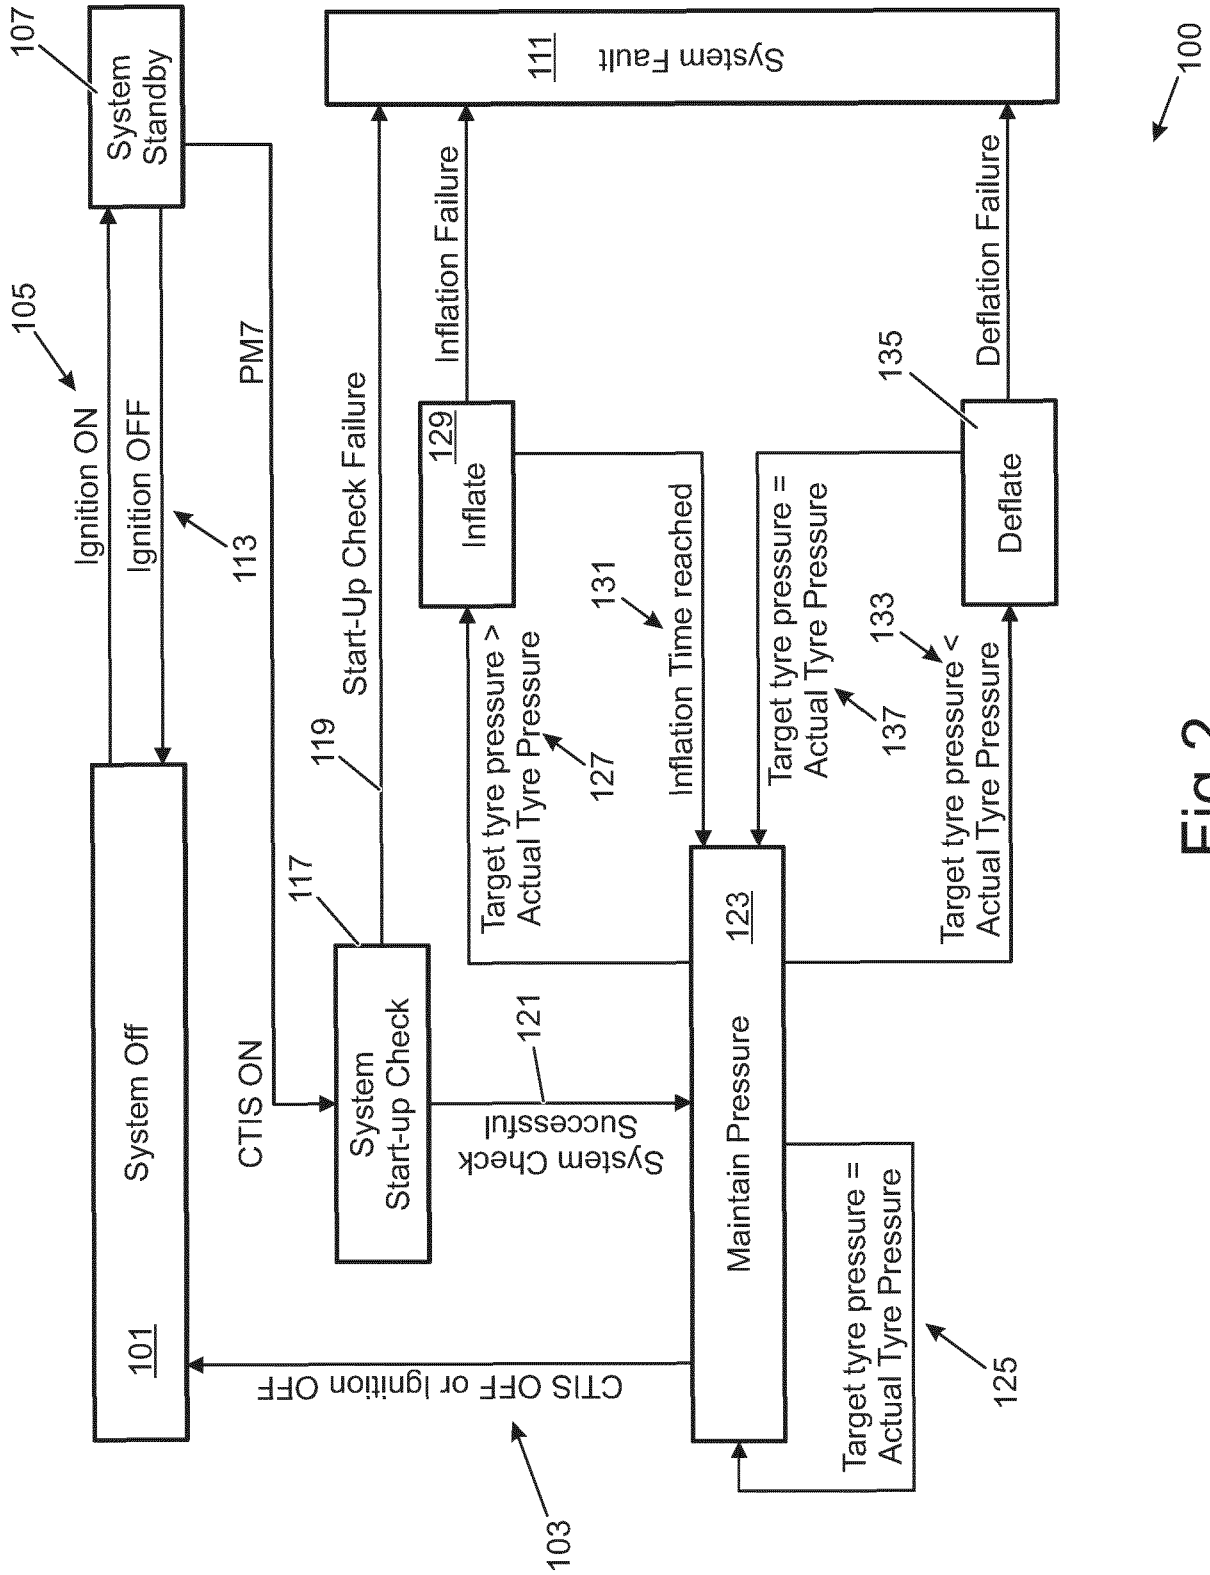 101
System Off
Ignition ON
105
Ignition OFF
113
107
System
Standby
103
CTIS OFF or Ignition OFF
CTIS ON
PM7
System
Start-up Check
117
119
Start-Up Check Failure
111
System Fault
System Check
Successful
121
Target tyre pressure >
Actual Tyre Pressure
127
129
Inflate
Inflation Failure
131
Inflation Time reached
Maintain Pressure
123
Target tyre pressure =
Actual Tyre Pressure
137
Target tyre pressure =
Actual Tyre Pressure
125
133
Target tyre pressure <
Actual Tyre Pressure
135
Deflate
Deflation Failure
100
Fig 2